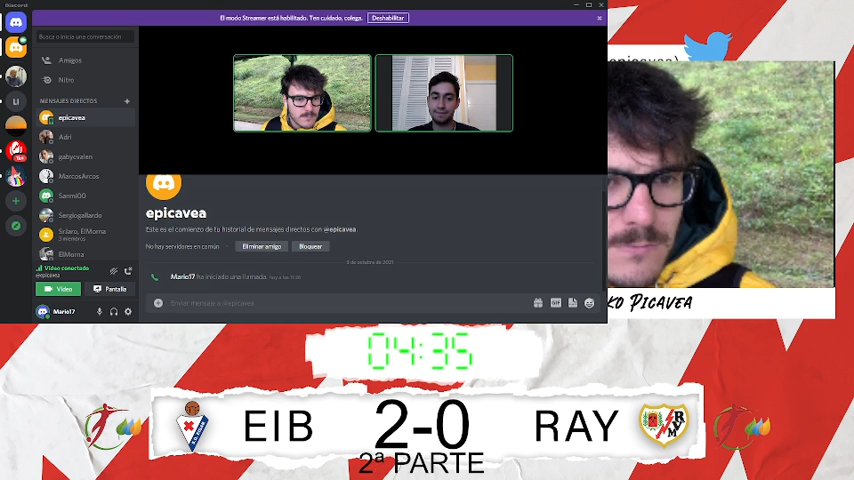 Discord
El modo Streamer está habilitado. Ten cuidado, colega.
Deshabilitar
Busca o inicia una conversación
Amigos
Nitro
MENSAJES DIRECTOS
epicavea
Adri
gabycvalen
MarcosArcos
Sanmi00
Sergiogallardo
Srlaro, ElMorna
3 miembros
ElMorna
Vídeo conectado
@epicavea
Vídeo
Pantalla
Mario17
epicavea
Este es el comienzo de tu historial de mensajes directos con @epicavea.
No hay servidores en común
Eliminar amigo
Bloquear
3 de octubre de 2021
Mario17 ha iniciado una llamada.
Enviar mensaje a @epicavea
GIF
KO PICAVEA
04:35
EIB
2-0
RAY
2ª PARTE